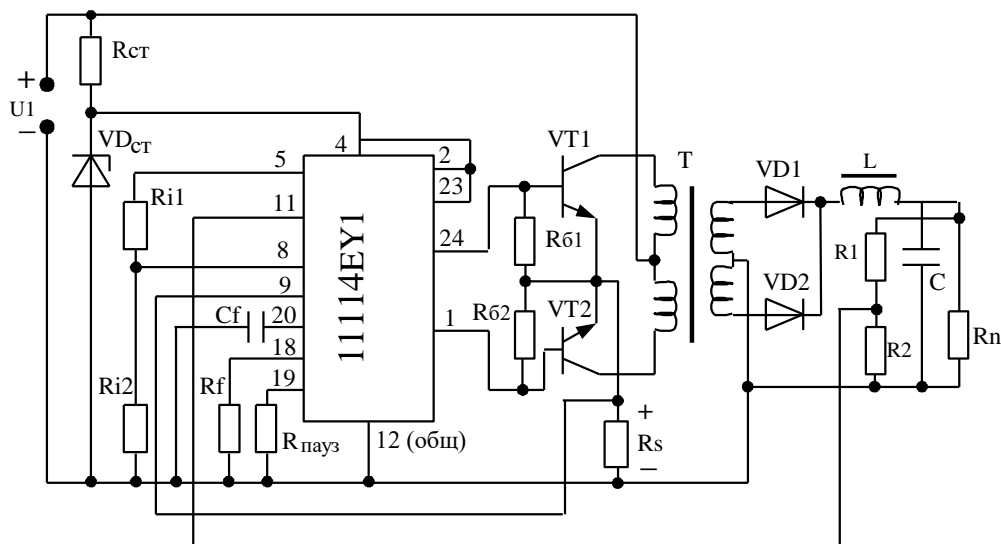 Rст
+
U1
−
VDст
4
VT1
T
VD1
L
5
2
23
Ri1
11
24
Rб1
R1
8
11114ЕУ1
9
VT2
C
Cf
20
1
Rб2
VD2
Rn
18
R2
Ri2
Rf
19
Rпауз
12 (общ)
+
Rs
−